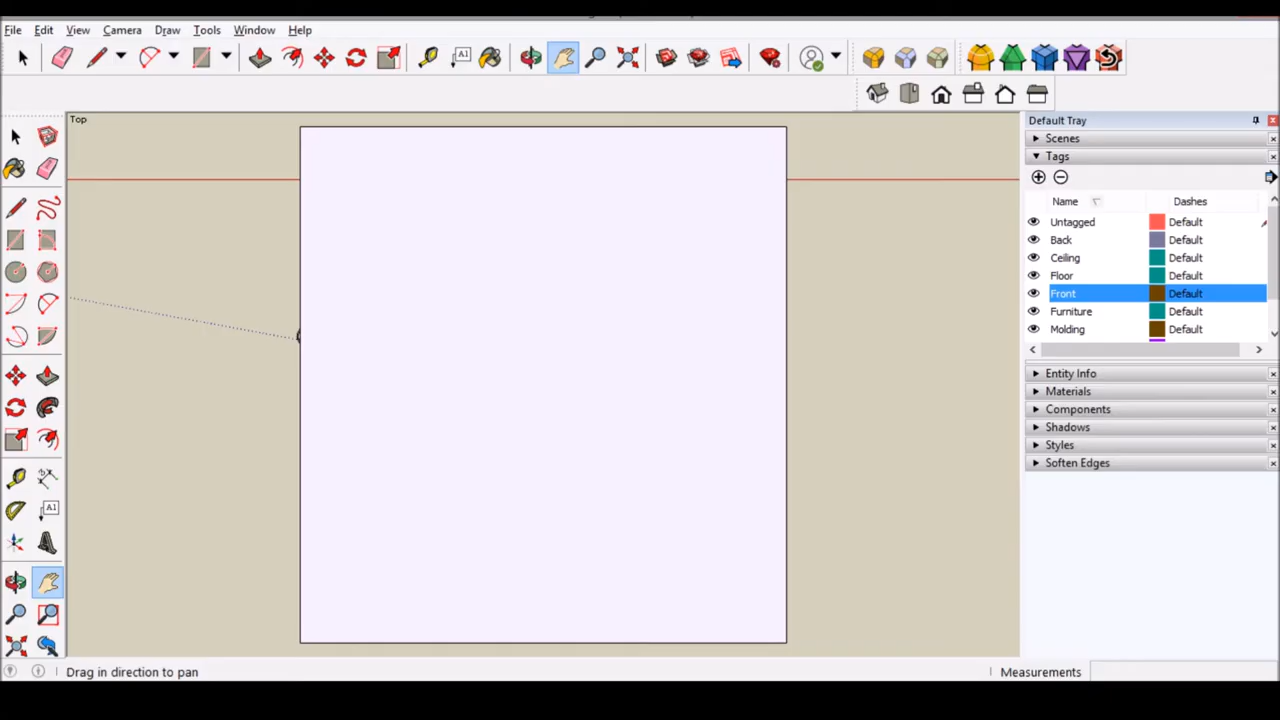 File Edit View Camera Draw Tools Window Help
A1
Top
Default Tray
Scenes
Tags
Name Dashes
Untagged Default
Back Default
Ceiling Default
Floor Default
Front Default
Furniture Default
Molding Default
Entity Info
Materials
Components
Shadows
Styles
Soften Edges
A1
Drag in direction to pan
Measurements